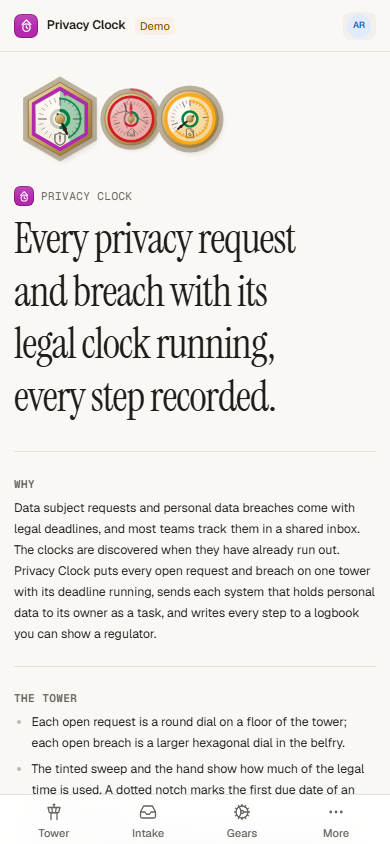 Privacy Clock Demo AR
PRIVACY CLOCK
Every privacy request
and breach with its
legal clock running,
every step recorded.
WHY
Data subject requests and personal data breaches come with
legal deadlines, and most teams track them in a shared inbox.
The clocks are discovered when they have already run out.
Privacy Clock puts every open request and breach on one tower
with its deadline running, sends each system that holds personal
data to its owner as a task, and writes every step to a logbook
you can show a regulator.
THE TOWER
Each open request is a round dial on a floor of the tower;
each open breach is a larger hexagonal dial in the belfry.
The tinted sweep and the hand show how much of the legal
time is used. A dotted notch marks the first due date of an
Tower Intake Gears More